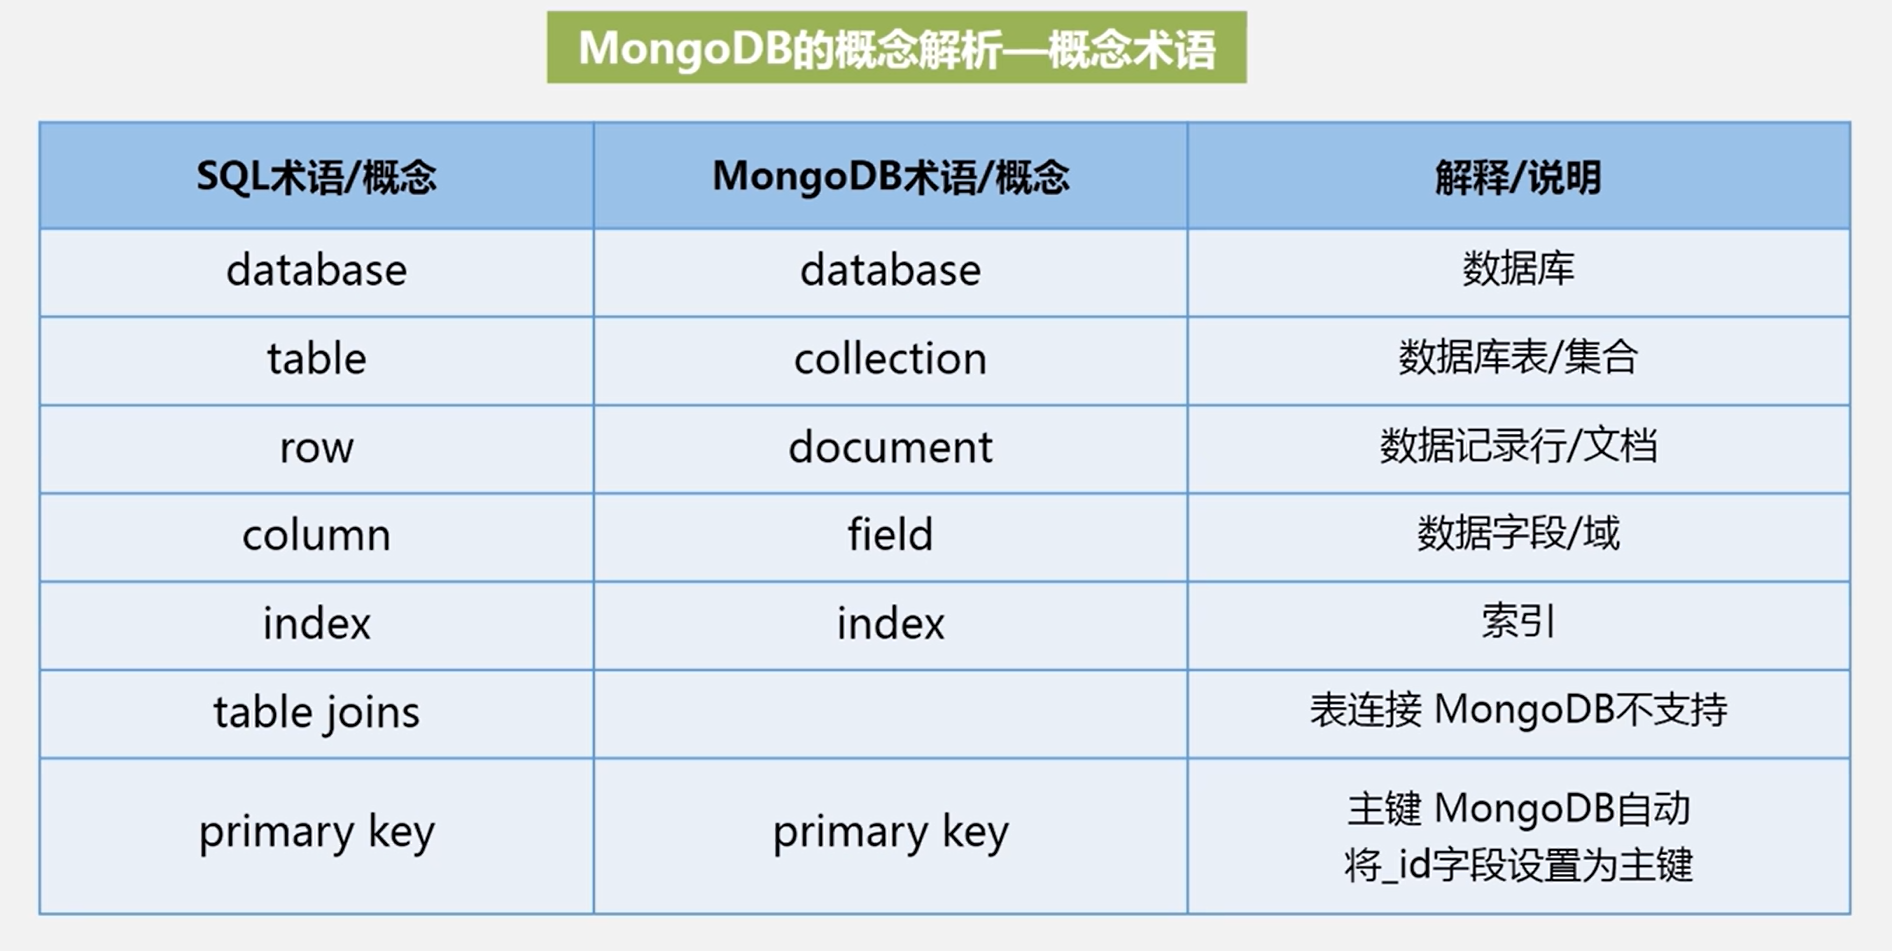 MongoDB的概念解析—概念术语
SQL术语/概念 MongoDB术语/概念 解释/说明
database database 数据库
table collection 数据库表/集合
row document 数据记录行/文档
column field 数据字段/域
index index 索引
table joins 表连接 MongoDB不支持
primary key primary key 主键 MongoDB自动
将_id字段设置为主键